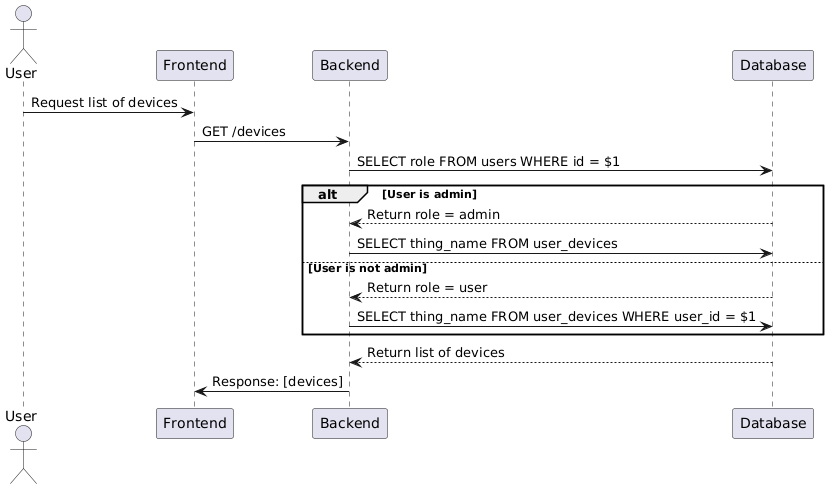 User
Frontend
Backend
Database
Request list of devices
GET /devices
SELECT role FROM users WHERE id = $1
alt
[User is admin]
Return role = admin
SELECT thing_name FROM user_devices
[User is not admin]
Return role = user
SELECT thing_name FROM user_devices WHERE user_id = $1
Return list of devices
Response: [devices]
User
Frontend
Backend
Database